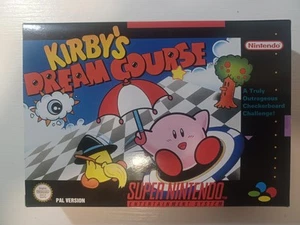 KIRBY'S
DREAM COURSE
Nintendo
A Truly
Outrageous
Checkerboard
Challenge!
PAL VERSION
SUPER NINTENDO
ENTERTAINMENT SYSTEM